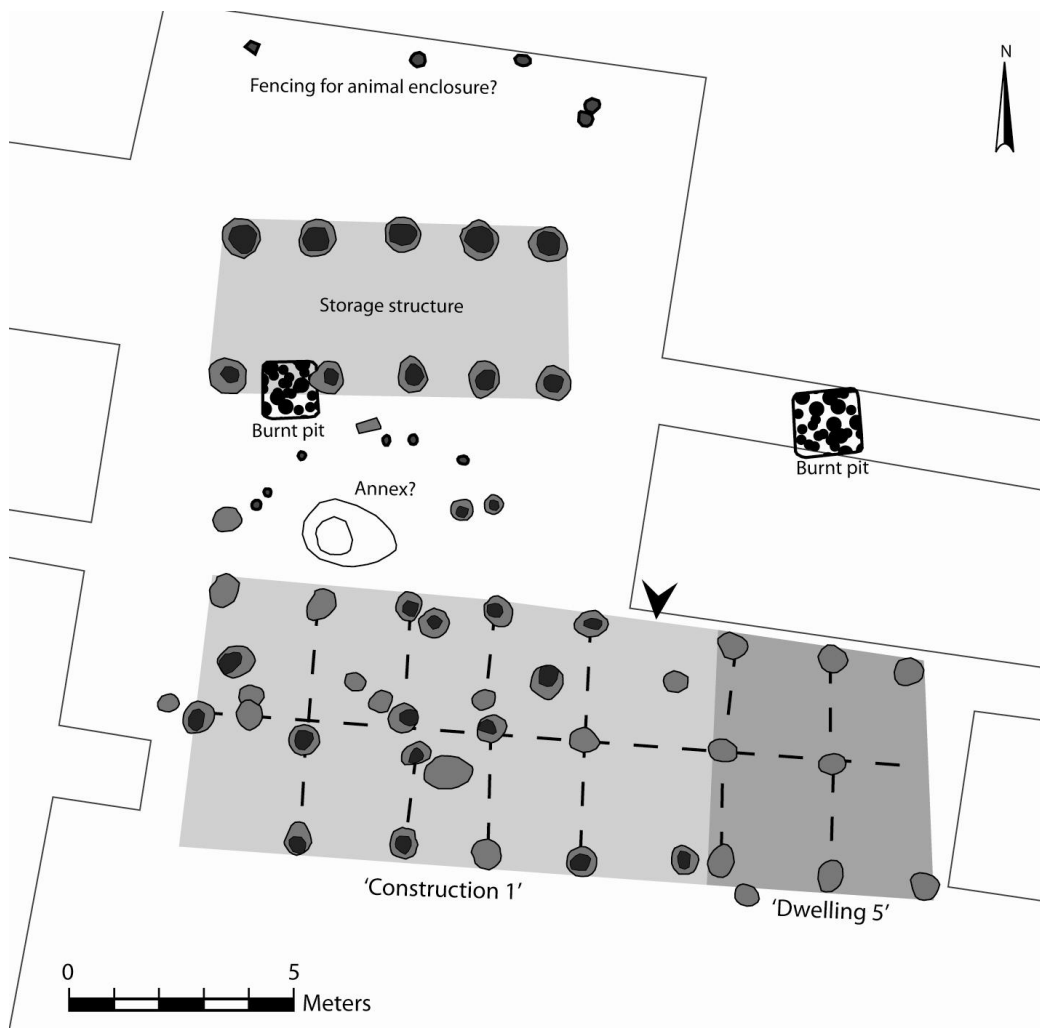 N
Fencing for animal enclosure?
Storage structure
Burnt pit
Burnt pit
Annex?
'Construction 1'
'Dwelling 5'
0 5
Meters